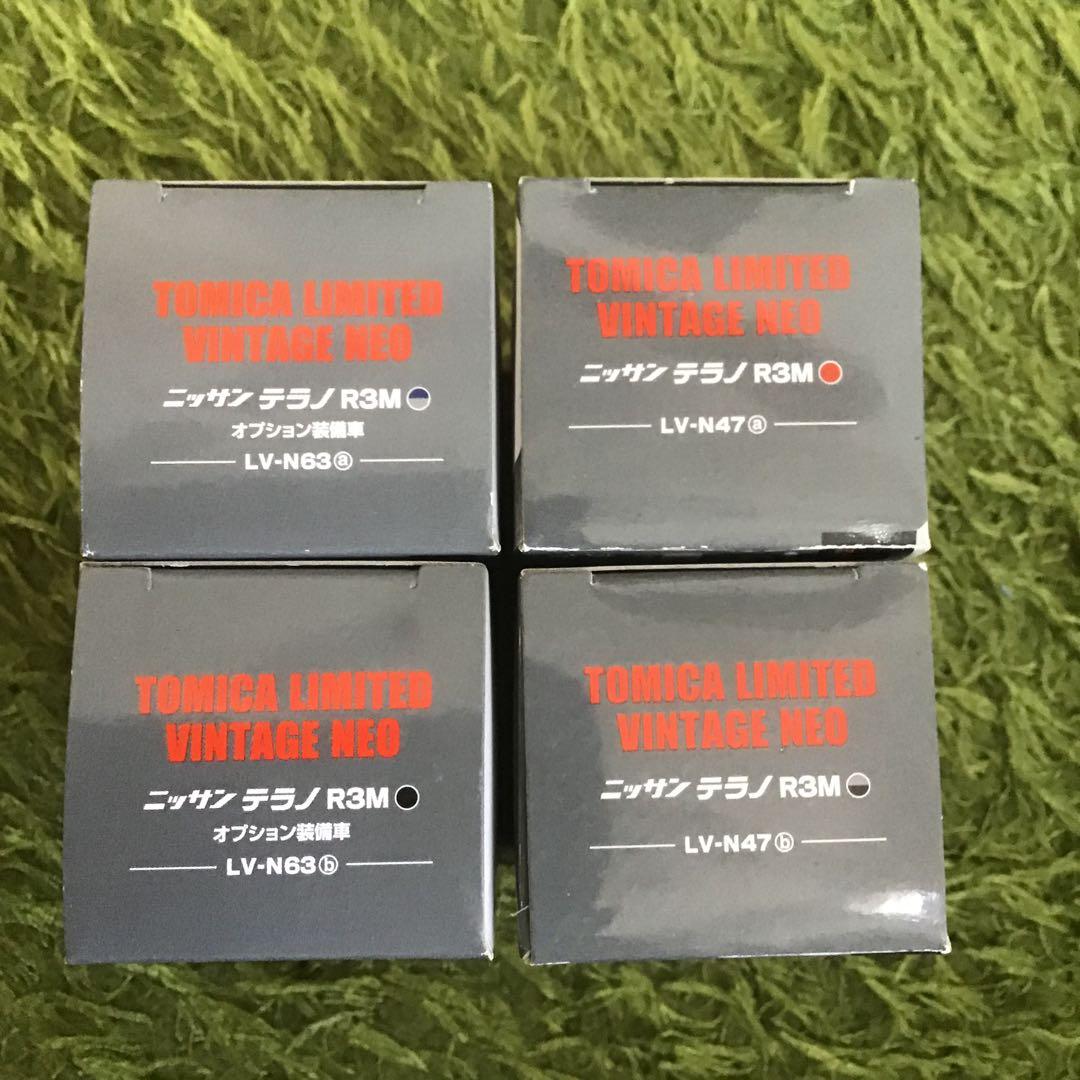 TOMICA LIMITED
VINTAGE NEO
ニッサン テラノ R3M
オプション装備車
LV-N63ⓐ
TOMICA LIMITED
VINTAGE NEO
ニッサン テラノ R3M
LV-N47ⓐ
TOMICA LIMITED
VINTAGE NEO
ニッサン テラノ R3M
オプション装備車
LV-N63ⓑ
TOMICA LIMITED
VINTAGE NEO
ニッサン テラノ R3M
LV-N47ⓑ